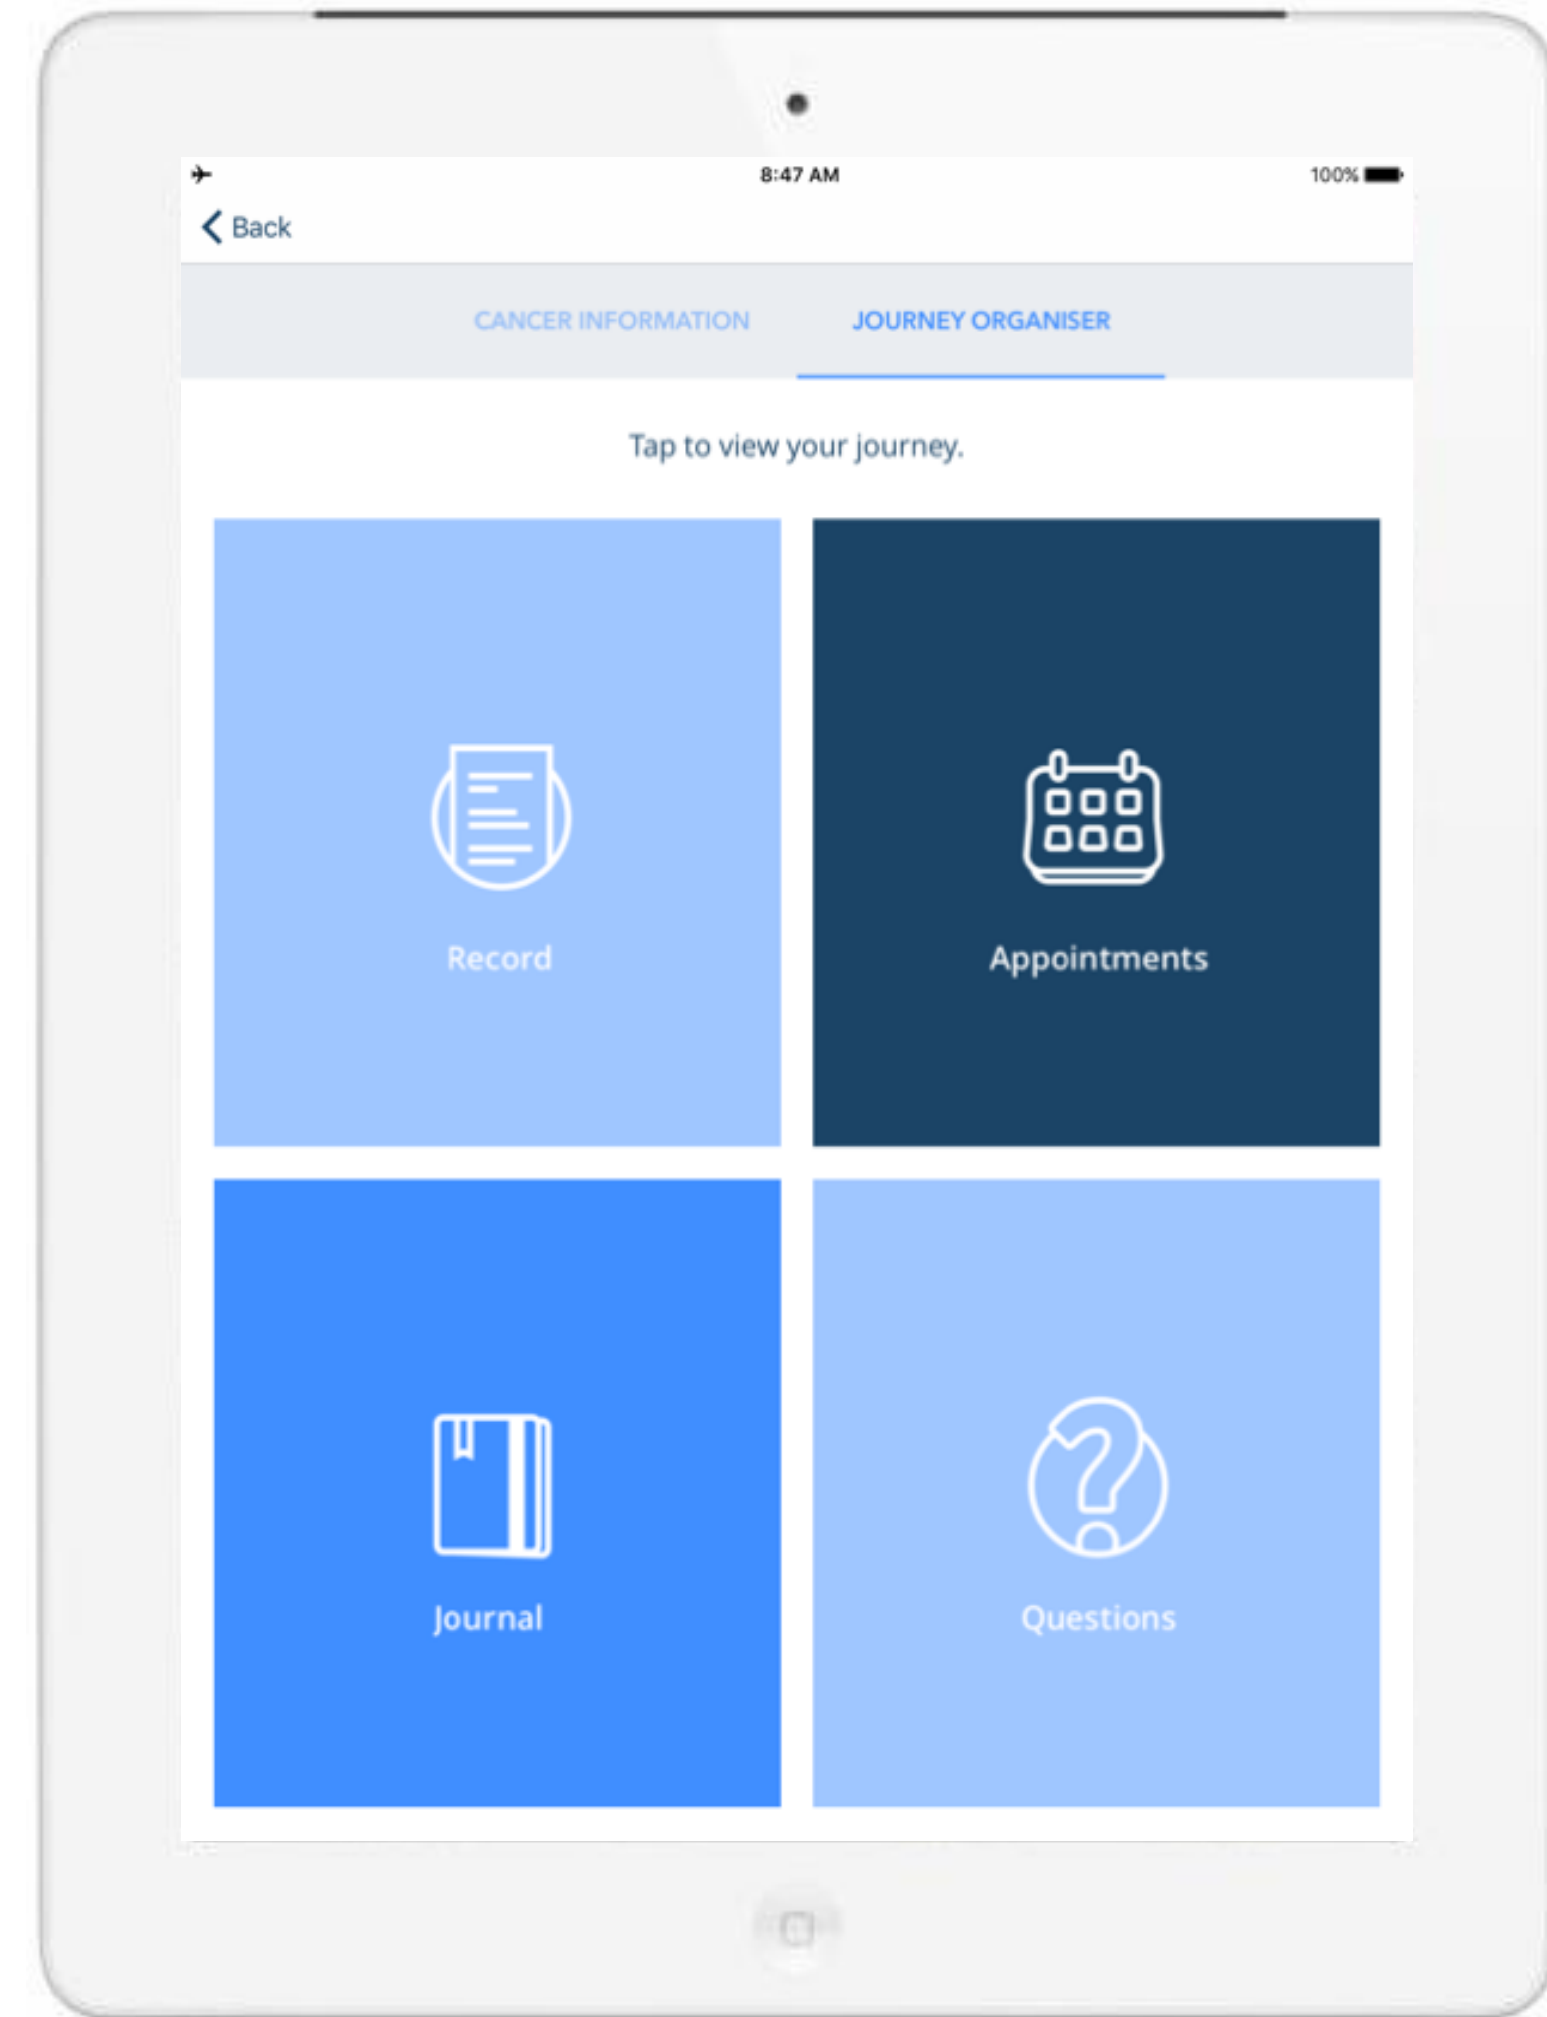 8:47 AM 100%
Back
CANCER INFORMATION JOURNEY ORGANISER
Tap to view your journey.
Record Appointments
Journal Questions